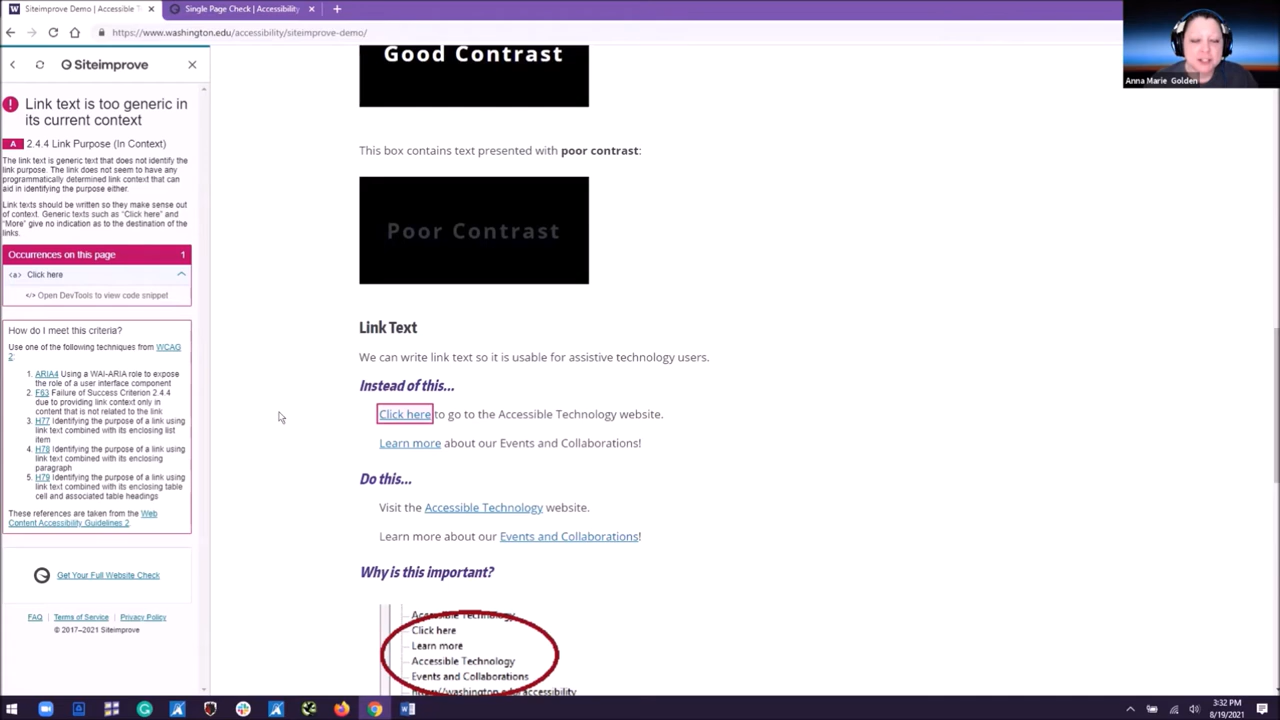 Siteimprove Demo | Accessible T
Single Page Check | Accessibility
https://www.washington.edu/accessibility/siteimprove-demo/
Anna Marie Golden
Siteimprove
Link text is too generic in
its current context
A 2.4.4 Link Purpose (In Context)
The link text is generic text that does not identify the
link purpose. The link does not seem to have any
programmatically determined link context that can
aid in identifying the purpose either.
Link texts should be written so they make sense out
of context. Generic texts such as "Click here" and
"More" give no indication as to the destination of the
links.
Occurrences on this page 1
<a> Click here
</> Open DevTools to view code snippet
How do I meet this criteria?
Use one of the following techniques from WCAG
2:
1. ARIA4 Using a WAI-ARIA role to expose
the role of a user interface component
2. F63 Failure of Success Criterion 2.4.4
due to providing link context only in
content that is not related to the link
3. H77 Identifying the purpose of a link using
link text combined with its enclosing list
item
4. H78 Identifying the purpose of a link using
link text combined with its enclosing
paragraph
5. H79 Identifying the purpose of a link using
link text combined with its enclosing table
cell and associated table headings
These references are taken from the Web
Content Accessibility Guidelines 2.
Get Your Full Website Check
FAQ Terms of Service Privacy Policy
© 2017–2021 Siteimprove
Good Contrast
This box contains text presented with poor contrast:
Poor Contrast
Link Text
We can write link text so it is usable for assistive technology users.
Instead of this...
Click here to go to the Accessible Technology website.
Learn more about our Events and Collaborations!
Do this...
Visit the Accessible Technology website.
Learn more about our Events and Collaborations!
Why is this important?
Accessible Technology
Click here
Learn more
Accessible Technology
Events and Collaborations
https://washington.edu/accessibility
3:32 PM
8/19/2021